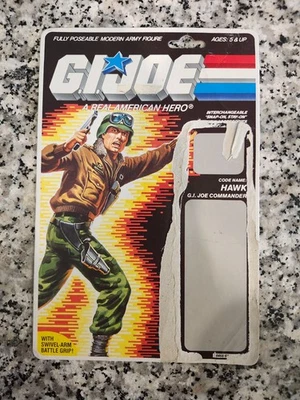 FULLY POSEABLE MODERN ARMY FIGURE
AGES: 5 & UP
G.I. JOE
A REAL AMERICAN HERO®
INTERCHANGEABLE
"SNAP-ON, STAY-ON"
CODE NAME:
HAWK
G.I. JOE COMMANDER
WITH
SWIVEL-ARM
BATTLE GRIP!